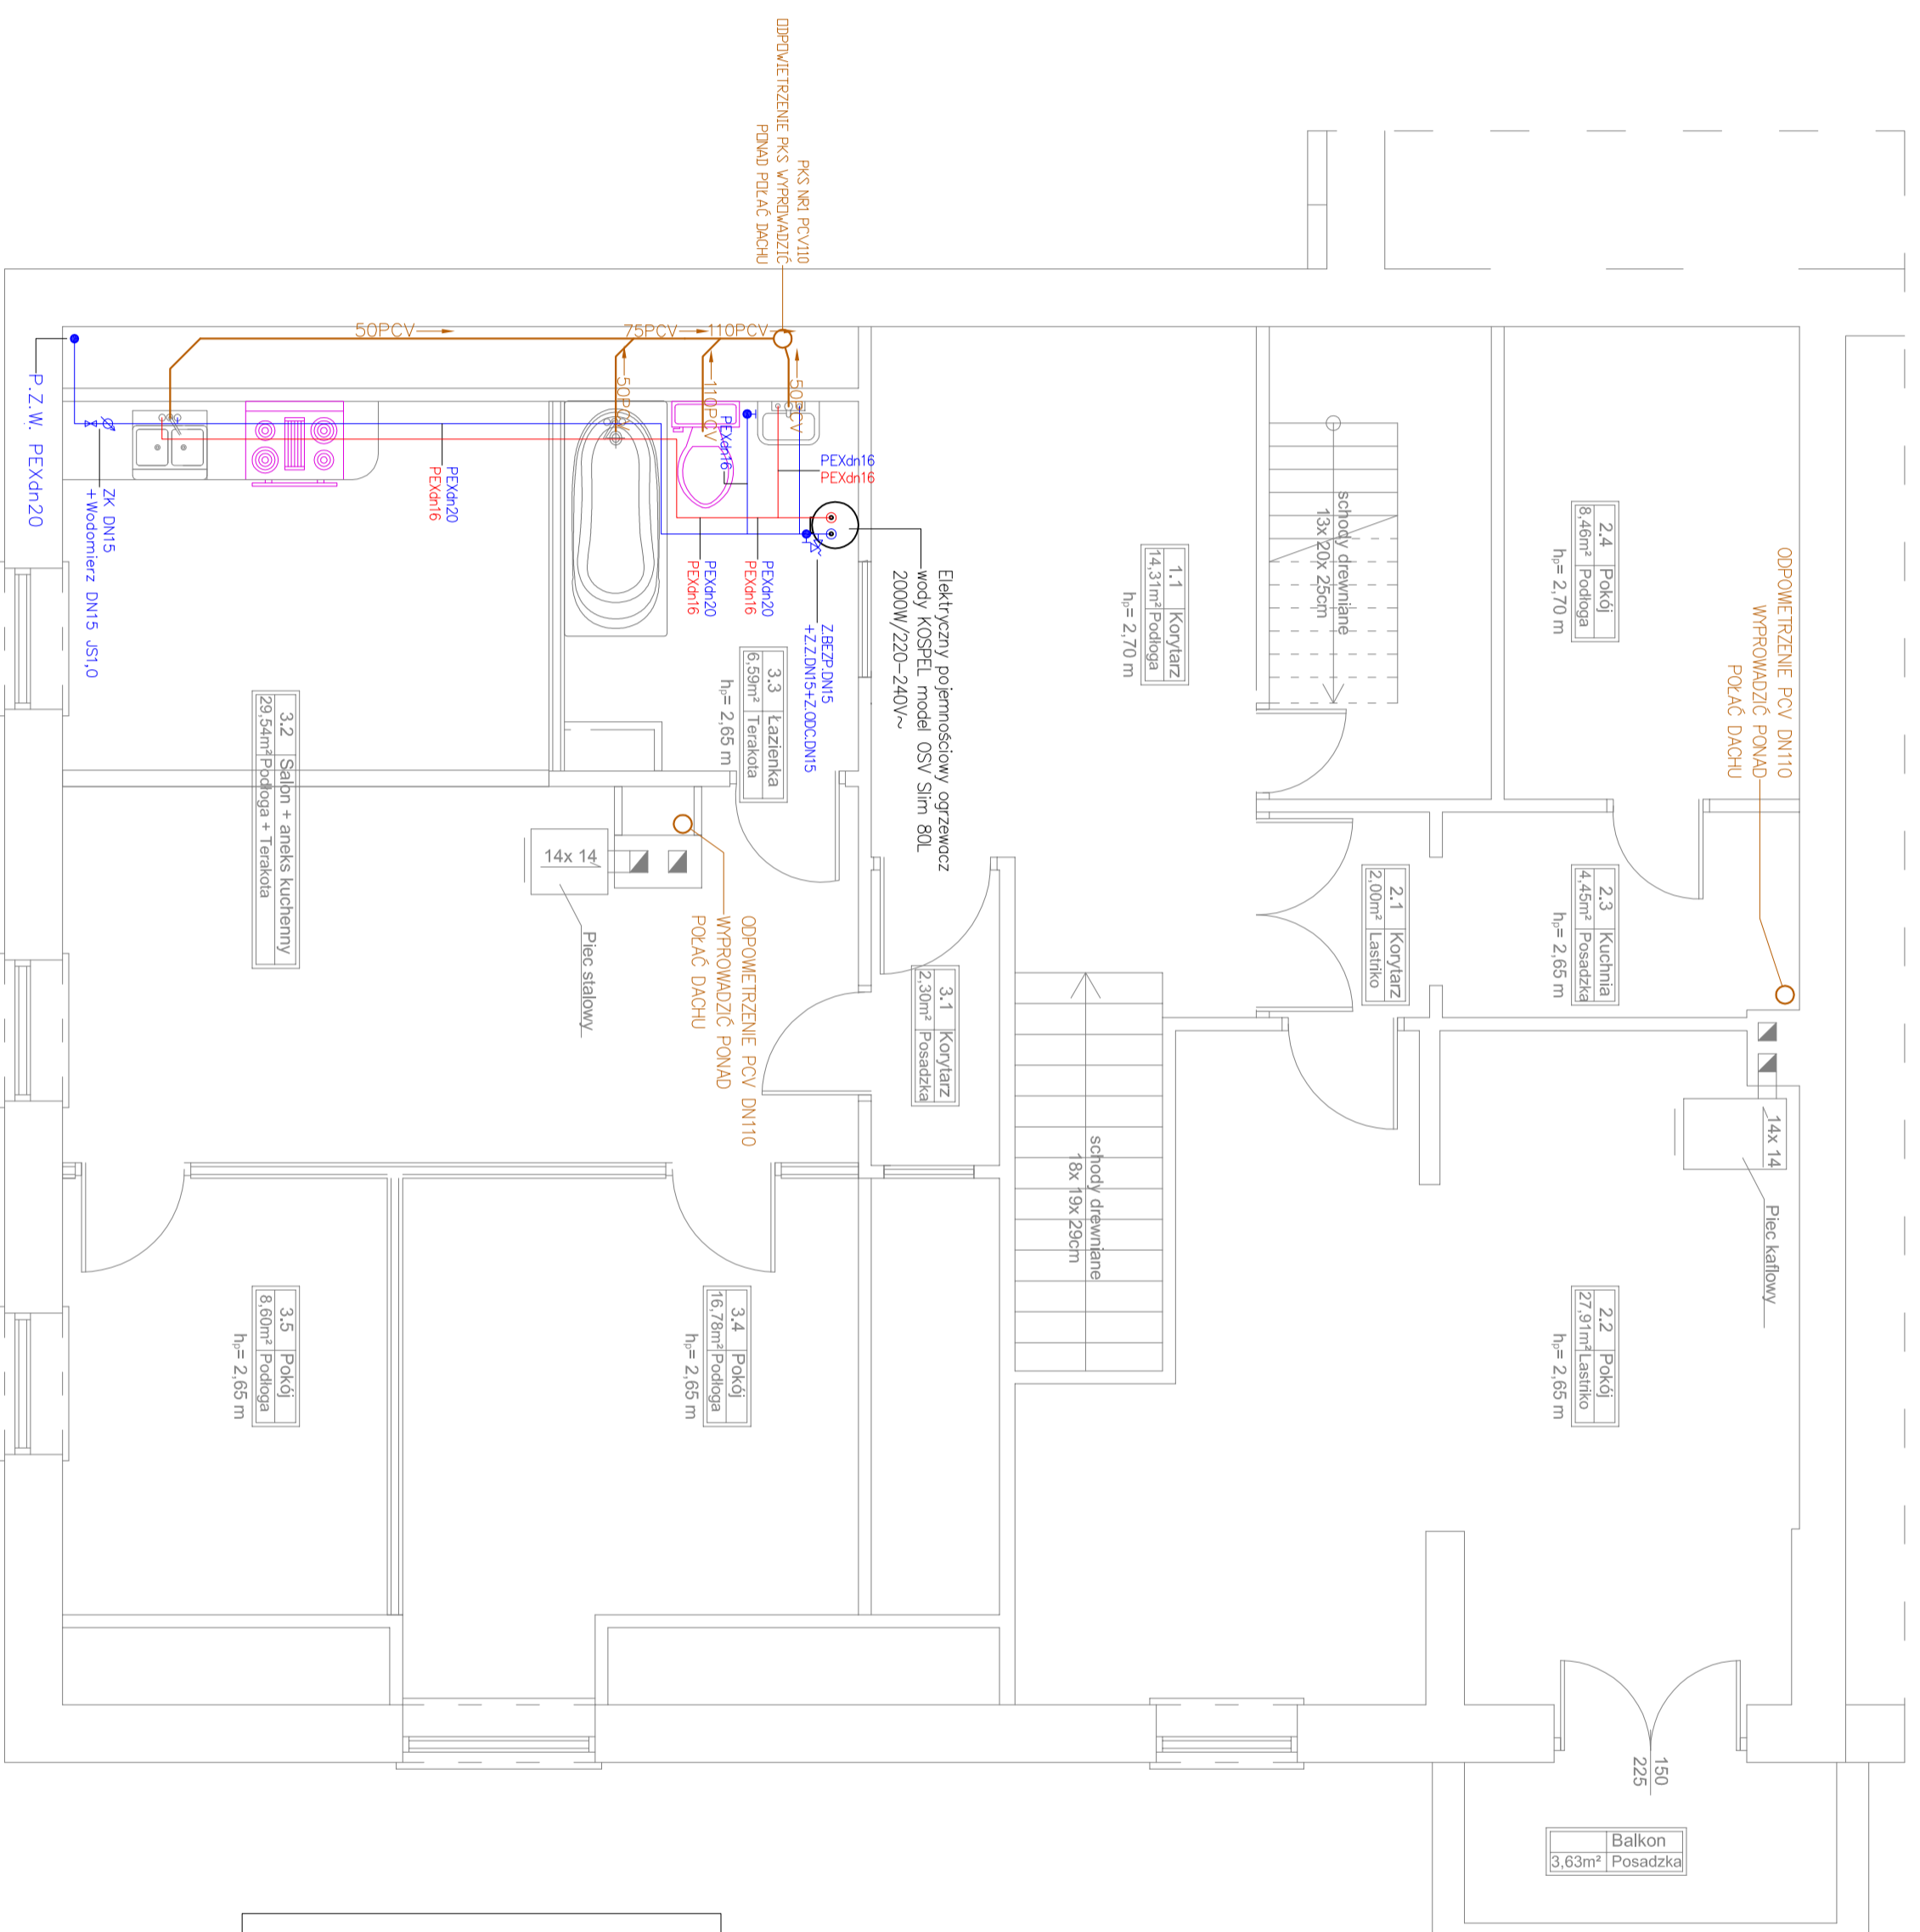 PKS NR1 PCV110
ODPOWIETRZENIE PKS WYPROWADZIĆ
PONAD POŁAĆ DACHU
50PCV
75PCV
110PCV
50PCV
110PCV
50PCV
P.Z.W. PEXdn20
ZK DN15
+Wodomierz DN15 JS1,0
PEXdn20
PEXdn16
PEXdn16
PEXdn16
PEXdn16
PEXdn20
PEXdn16
PEXdn20
PEXdn16
Z.BEZP.DN15
+Z.Z.DN15+Z.ODC.DN15
Elektryczny pojemnościowy ogrzewacz
wody KOSPEL model OSV Slim 80L
2000W/220-240V~
3.3 Łazienka
6,59m² Terakota
hp= 2,65 m
3.2 Salon + aneks kuchenny
29,54m² Podłoga + Terakota
14x 14
Piec stalowy
ODPOWIETRZENIE PCV DN110
WYPROWADZIĆ PONAD
POŁAĆ DACHU
1.1 Korytarz
14,31m² Podłoga
hp= 2,70 m
schody drewniane
13x 20x 25cm
2.4 Pokój
8,46m² Podłoga
hp= 2,70 m
ODPOWIETRZENIE PCV DN110
WYPROWADZIĆ PONAD
POŁAĆ DACHU
2.3 Kuchnia
4,45m² Posadzka
hp= 2,65 m
2.1 Korytarz
2,00m² Lastriko
3.1 Korytarz
2,30m² Posadzka
schody drewniane
18x 19x 29cm
14x 14
Piec kaflowy
2.2 Pokój
27,91m² Lastriko
hp= 2,65 m
3.4 Pokój
16,78m² Podłoga
hp= 2,65 m
3.5 Pokój
8,60m² Podłoga
hp= 2,65 m
150
225
Balkon
3,63m² Posadzka